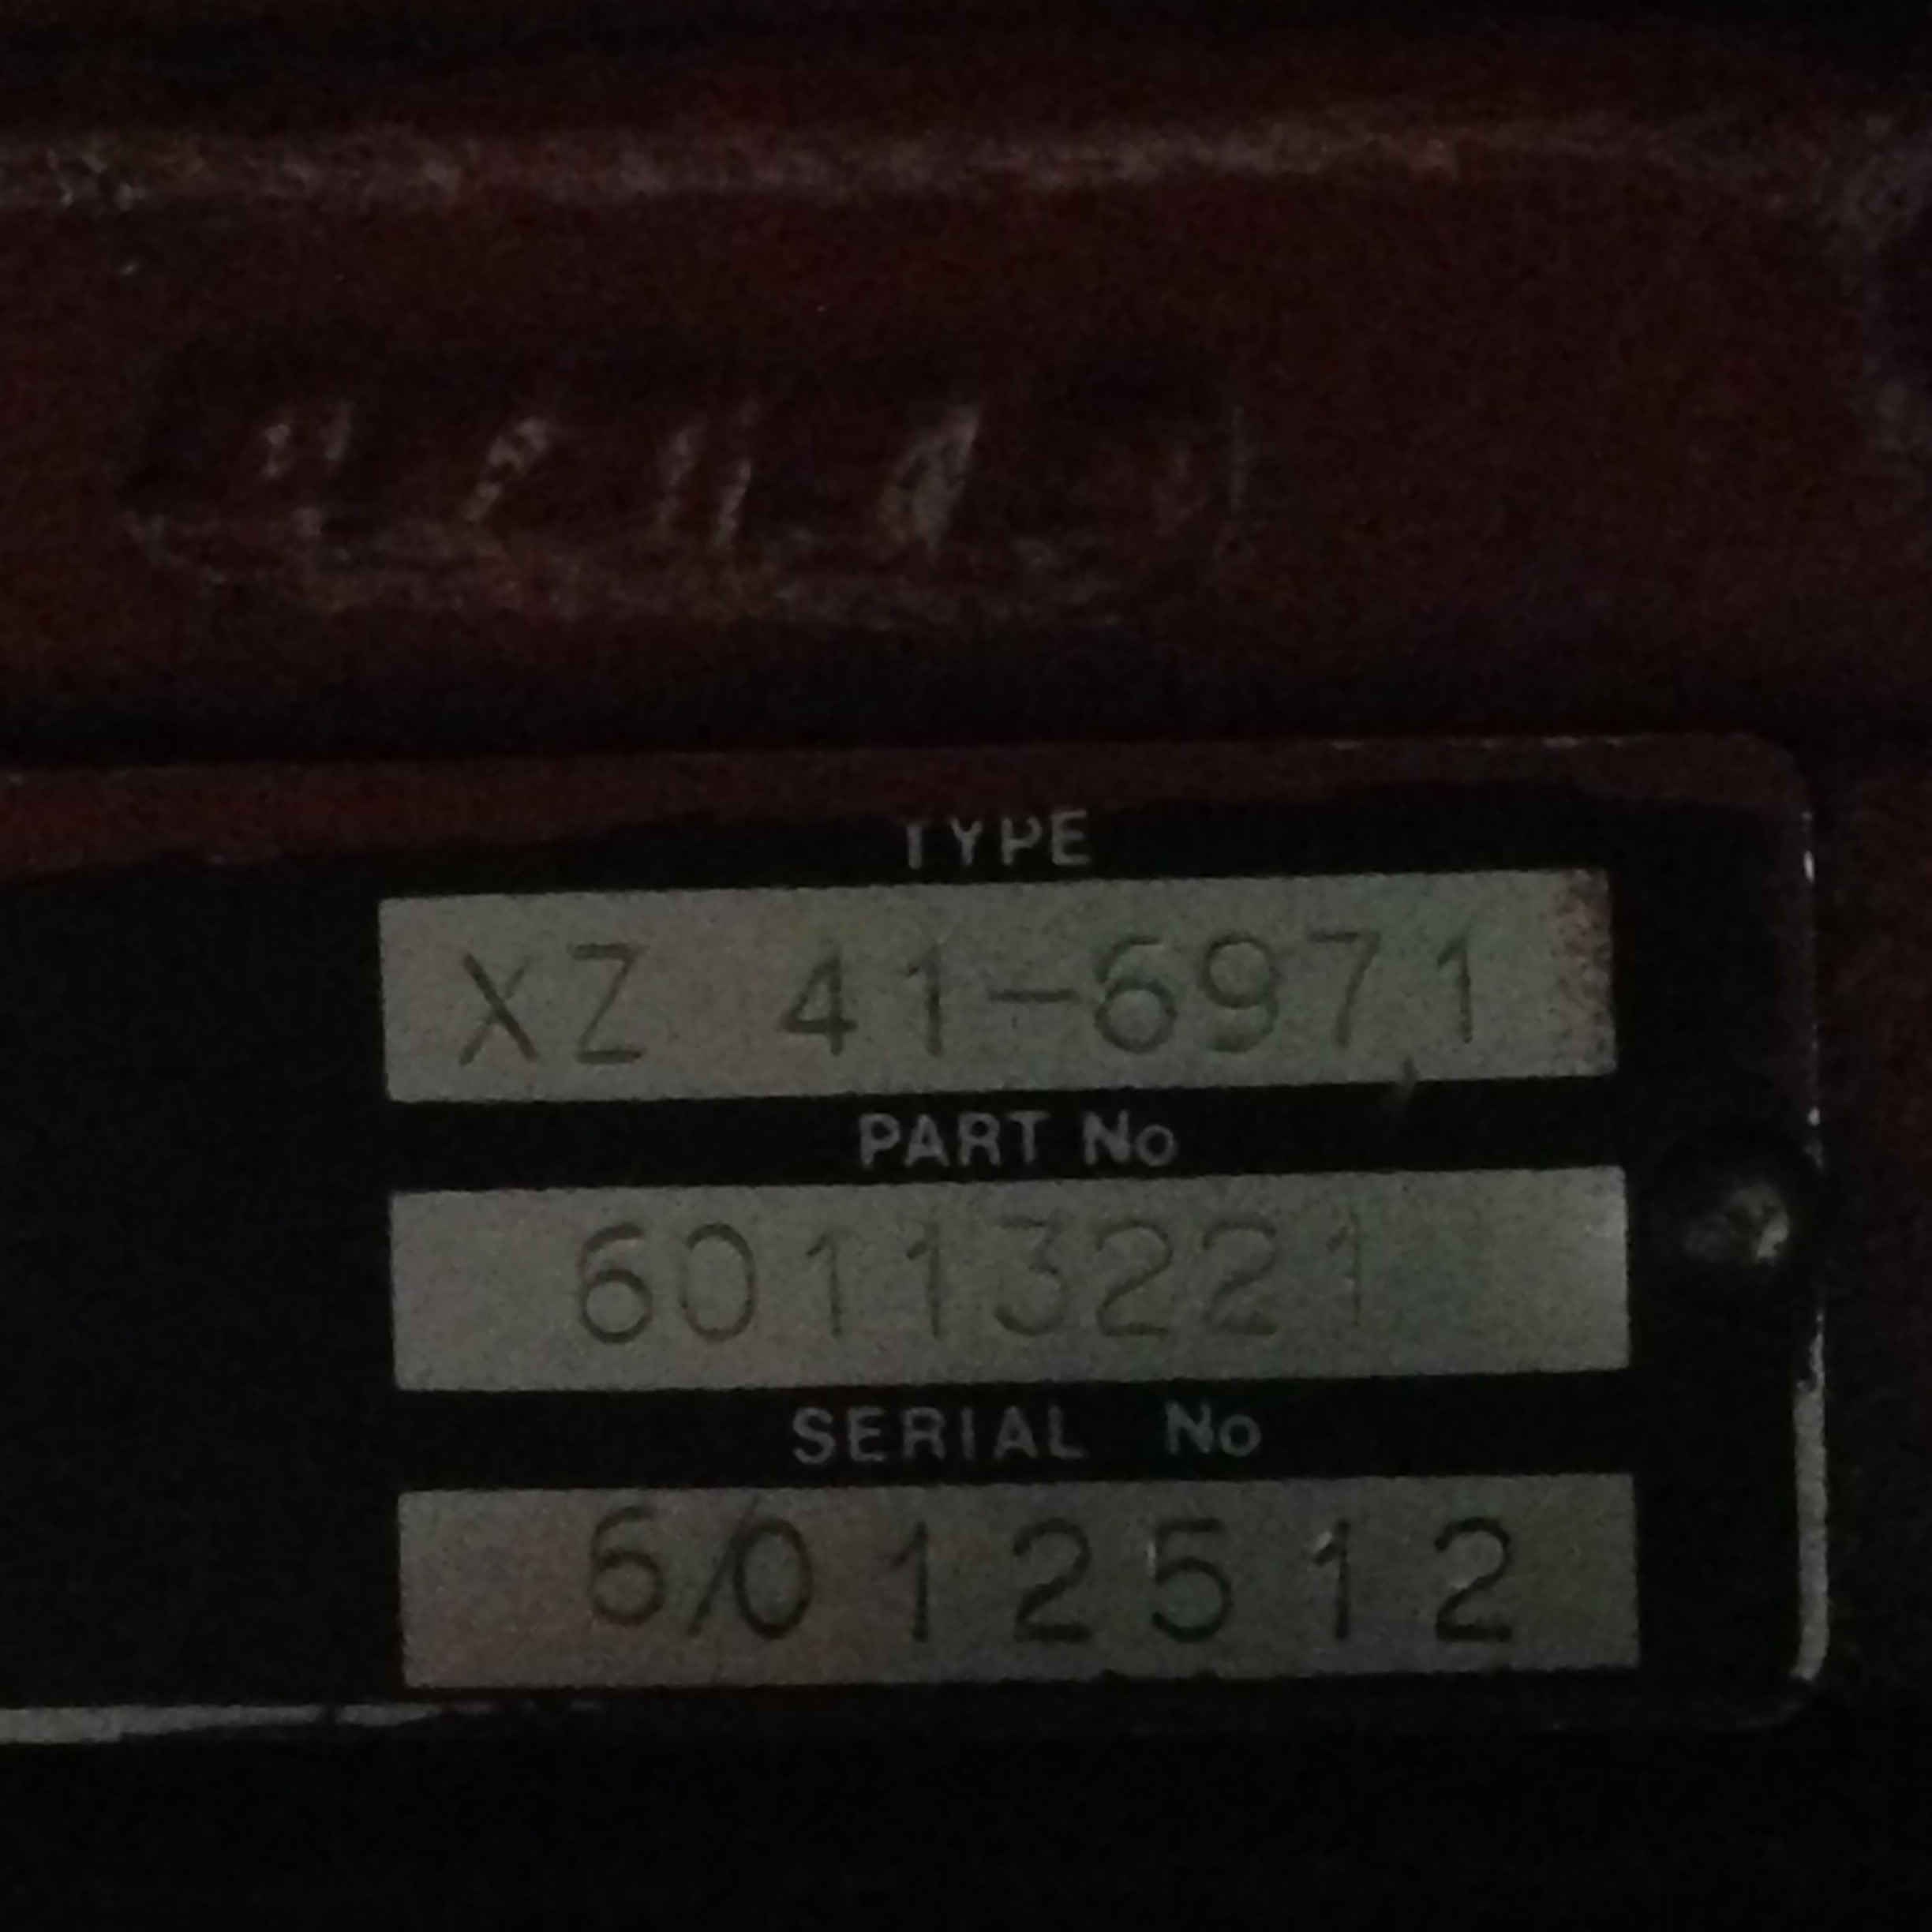 TYPE
XZ 41-6971
PART No
60113221
SERIAL No
6/012512